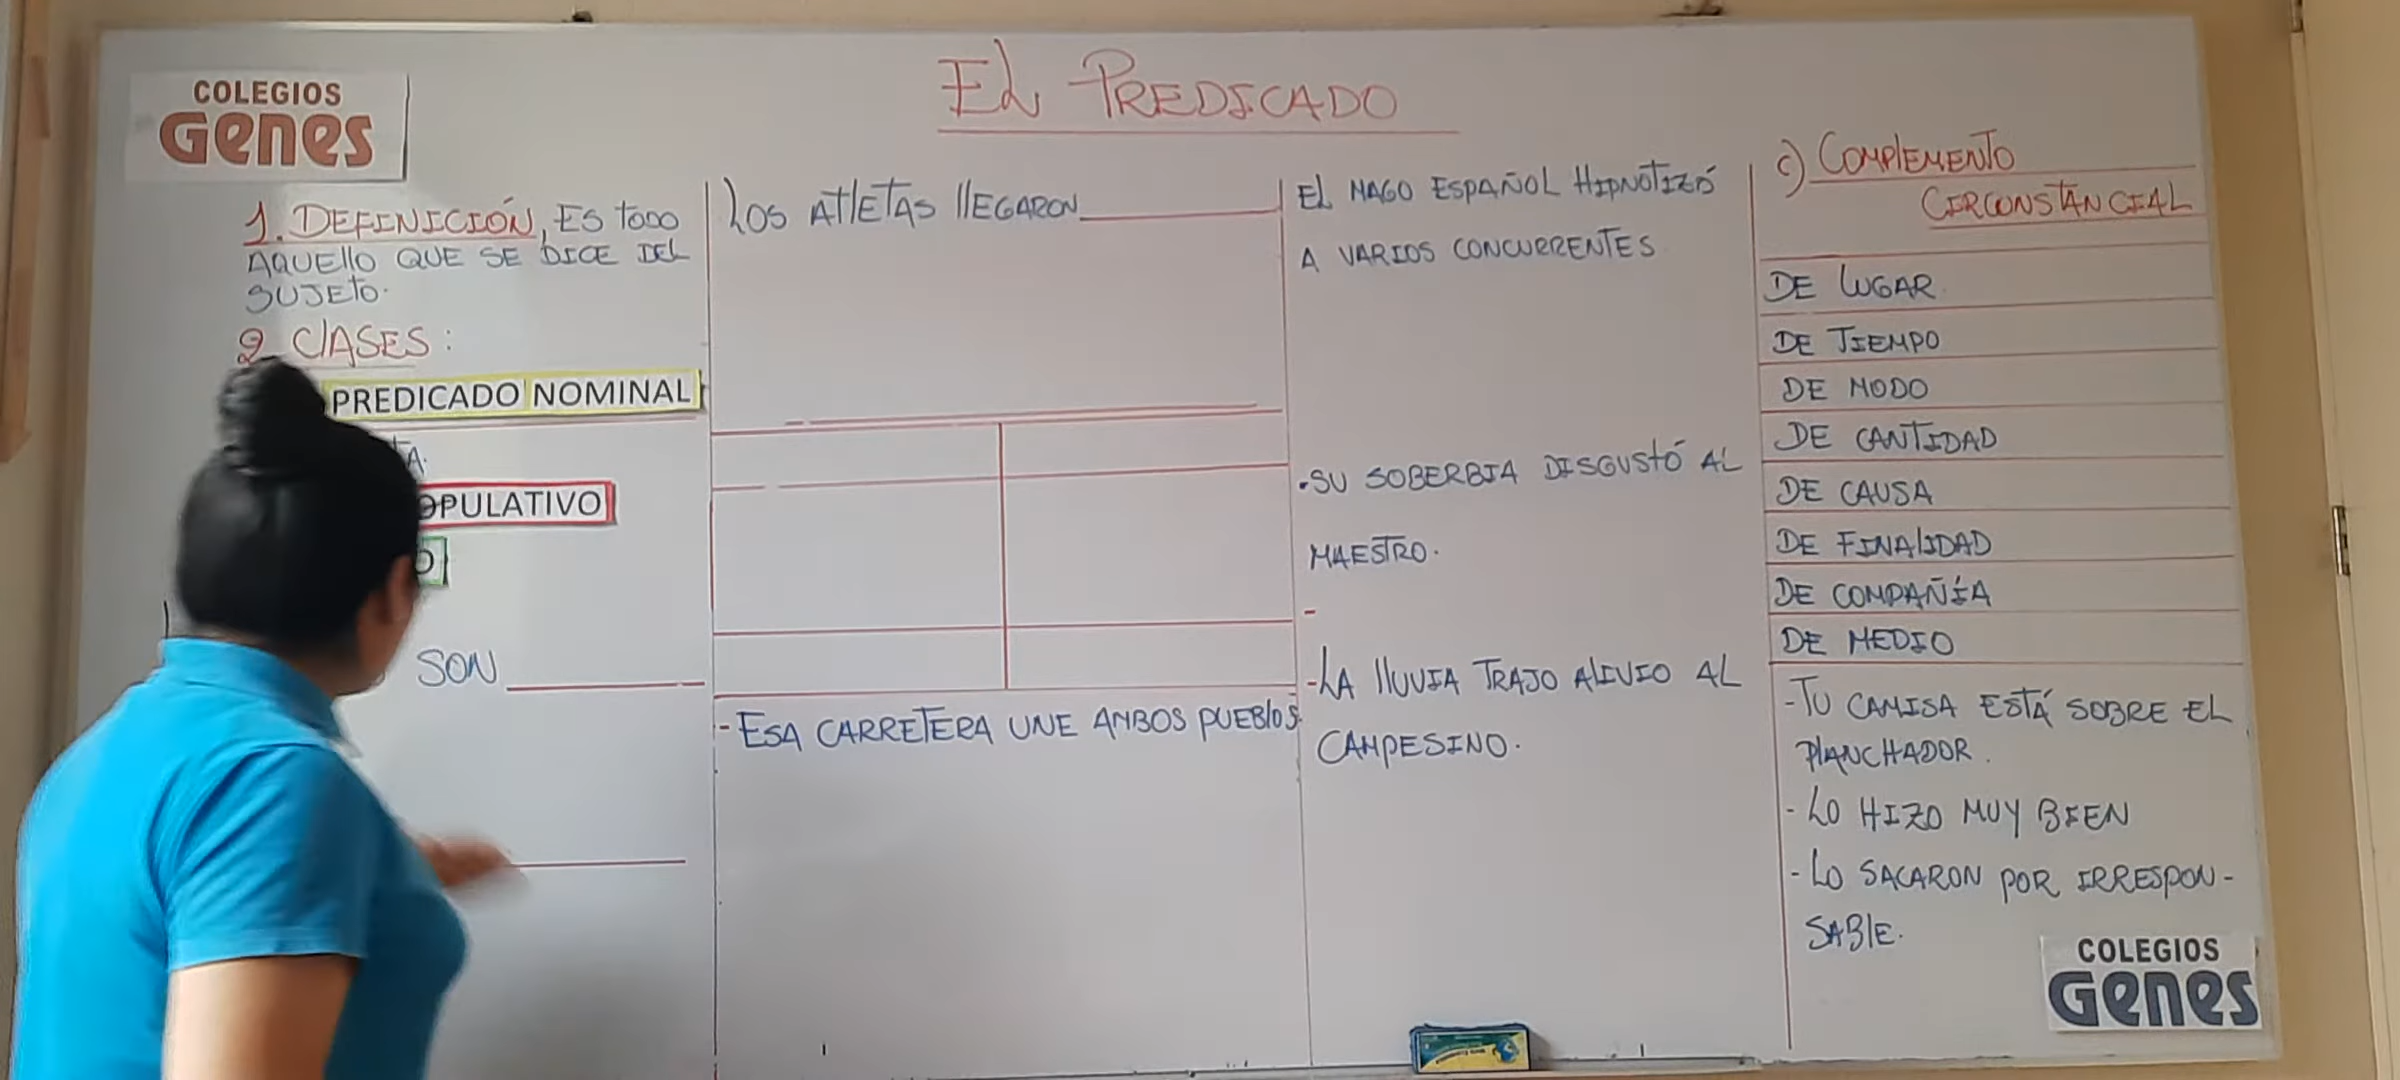 EL PREDICADO
COLEGIOS
Genes
1. DEFINICIÓN, ES TODO
AQUELLO QUE SE DICE DEL
SUJETO.
2 CLASES:
PREDICADO NOMINAL
OPULATIVO
SON
LOS ATLETAS LLEGARON
- ESA CARRETERA UNE AMBOS PUEBLOS.
EL MAGO ESPAÑOL HIPNOTIZÓ
A VARIOS CONCURRENTES
. SU SOBERBIA DISGUSTÓ AL
MAESTRO.
-
- LA LLUVIA TRAJO ALIVIO AL
CAMPESINO.
c) COMPLEMENTO
CIRCONSTANCIAL
DE LUGAR.
DE TIEMPO
DE MODO
DE CANTIDAD
DE CAUSA
DE FINALIDAD
DE COMPAÑÍA
DE MEDIO
- TU CAMISA ESTÁ SOBRE EL
PLANCHADOR.
- LO HIZO MUY BIEN
- LO SACARON POR IRRESPON-
SABLE.
COLEGIOS
Genes